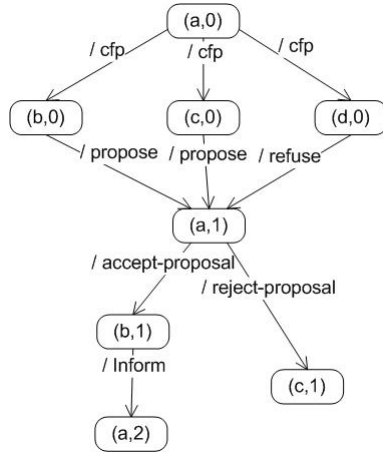 (a,0)
/ cfp
/ cfp
/ cfp
(b,0)
(c,0)
(d,0)
/ propose
/ propose
/ refuse
(a,1)
/ accept-proposal
/ reject-proposal
(b,1)
/ Inform
(c,1)
(a,2)